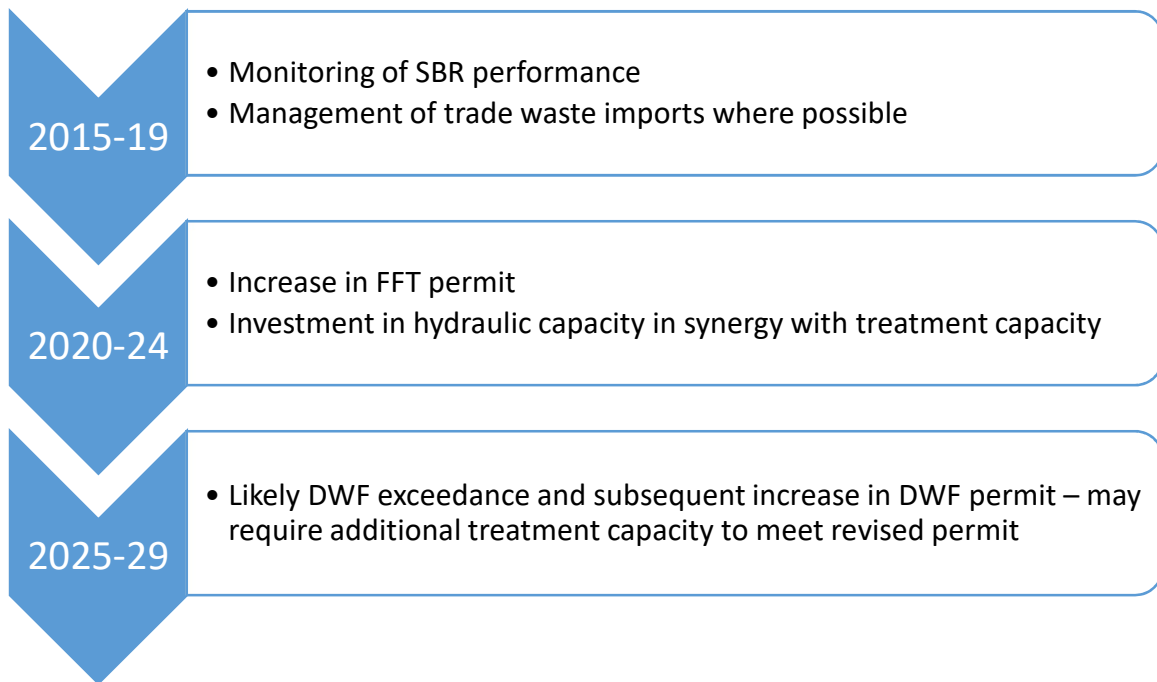 2015-19
• Monitoring of SBR performance
• Management of trade waste imports where possible
2020-24
• Increase in FFT permit
• Investment in hydraulic capacity in synergy with treatment capacity
2025-29
• Likely DWF exceedance and subsequent increase in DWF permit – may
require additional treatment capacity to meet revised permit